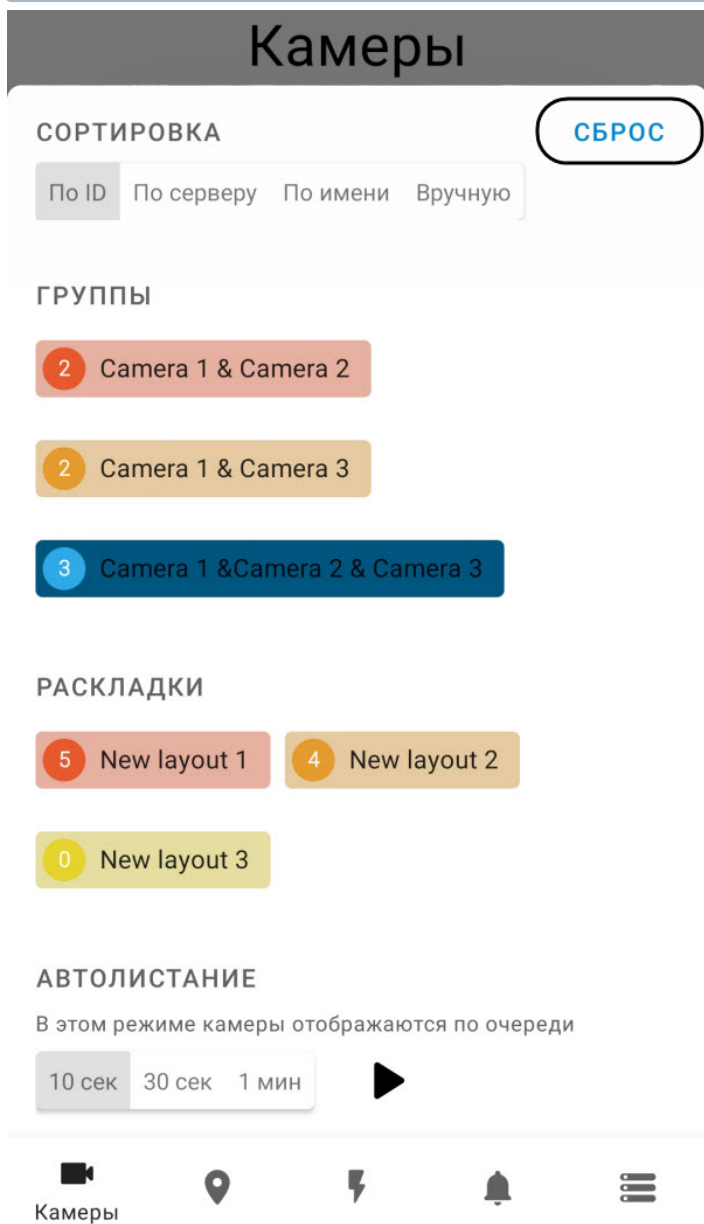 Камеры
СОРТИРОВКА СБРОС
По ID По серверу По имени Вручную
ГРУППЫ
2 Camera 1 & Camera 2
2 Camera 1 & Camera 3
3 Camera 1 &Camera 2 & Camera 3
РАСКЛАДКИ
5 New layout 1 4 New layout 2
0 New layout 3
АВТОЛИСТАНИЕ
В этом режиме камеры отображаются по очереди
10 сек 30 сек 1 мин
Камеры